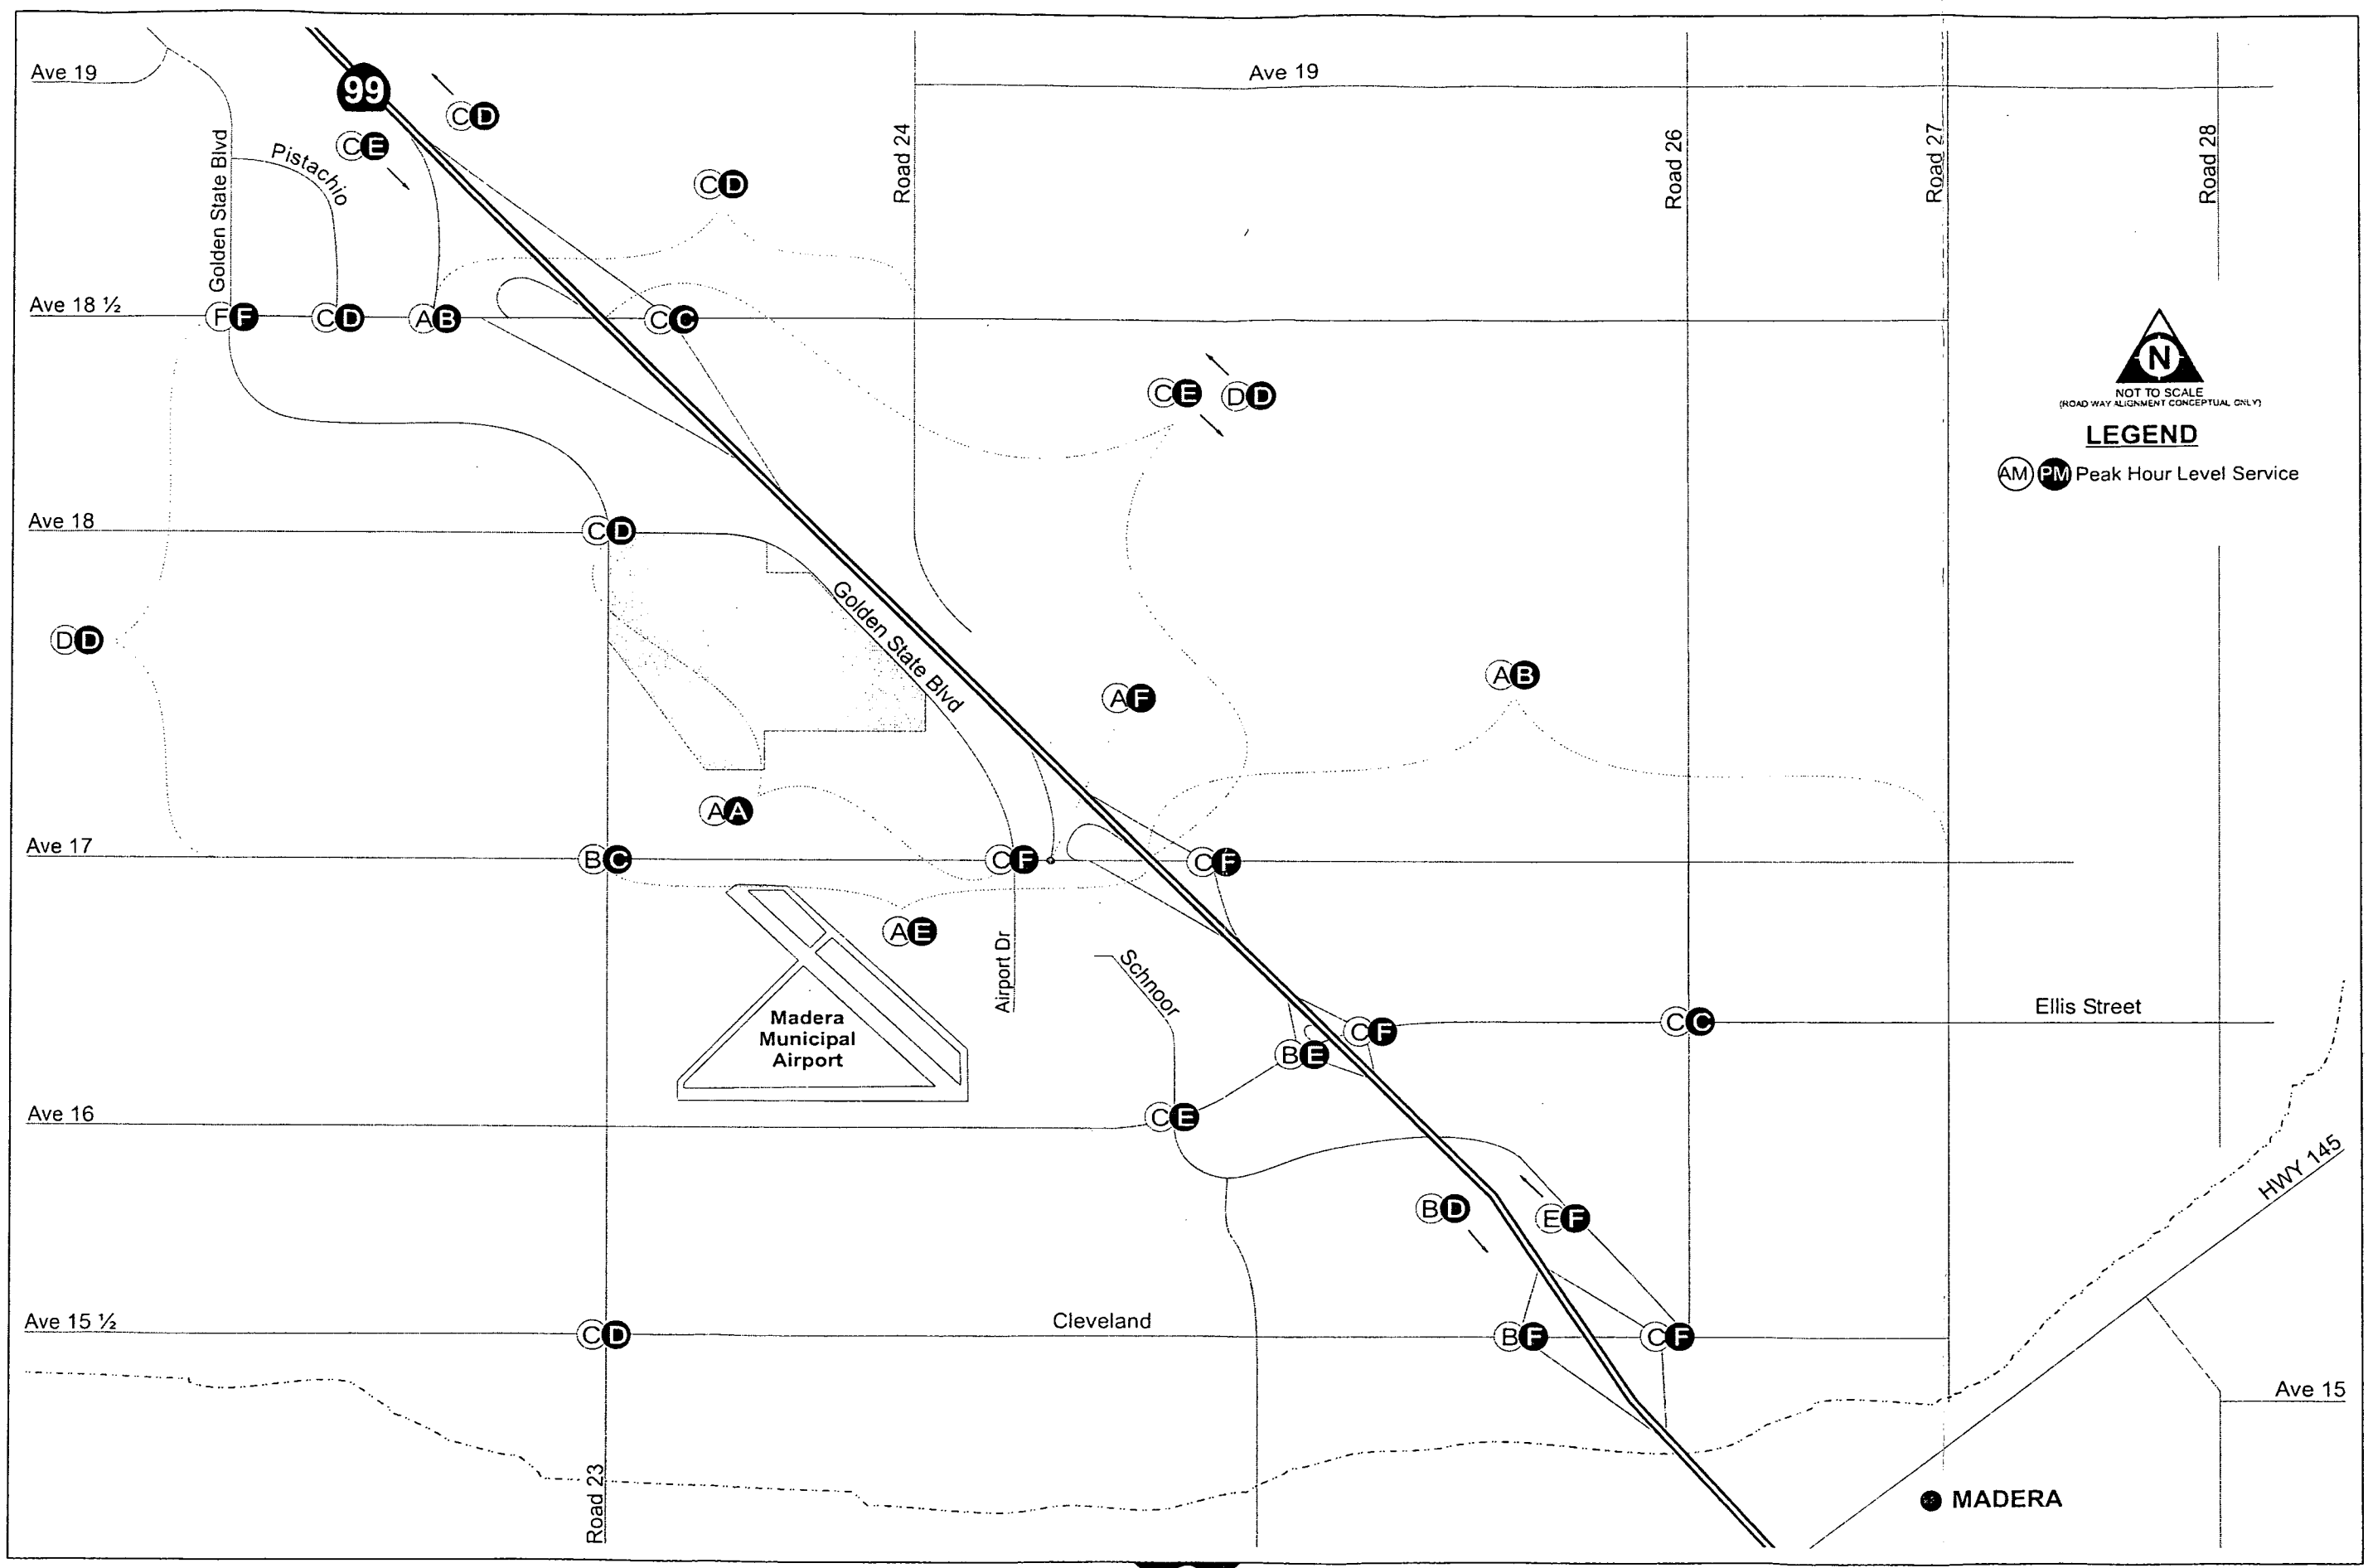 Ave 19
Ave 19
99
C D
C E
Pistachio
Golden State Blvd
C D
Road 24
Road 26
Road 27
Road 28
Ave 18 ½
F F
C D
A B
C C
N
NOT TO SCALE
(ROAD WAY ALIGNMENT CONCEPTUAL ONLY)
LEGEND
AM PM Peak Hour Level Service
C E
D D
Ave 18
C D
Golden State Blvd
D D
A F
A B
A A
Ave 17
B C
C F
C F
A E
Airport Dr
Schnoor
Madera
Municipal
Airport
C F
B E
C C
Ellis Street
Ave 16
C E
HWY 145
B D
E F
Ave 15 ½
C D
Cleveland
B F
C F
Ave 15
Road 23
MADERA